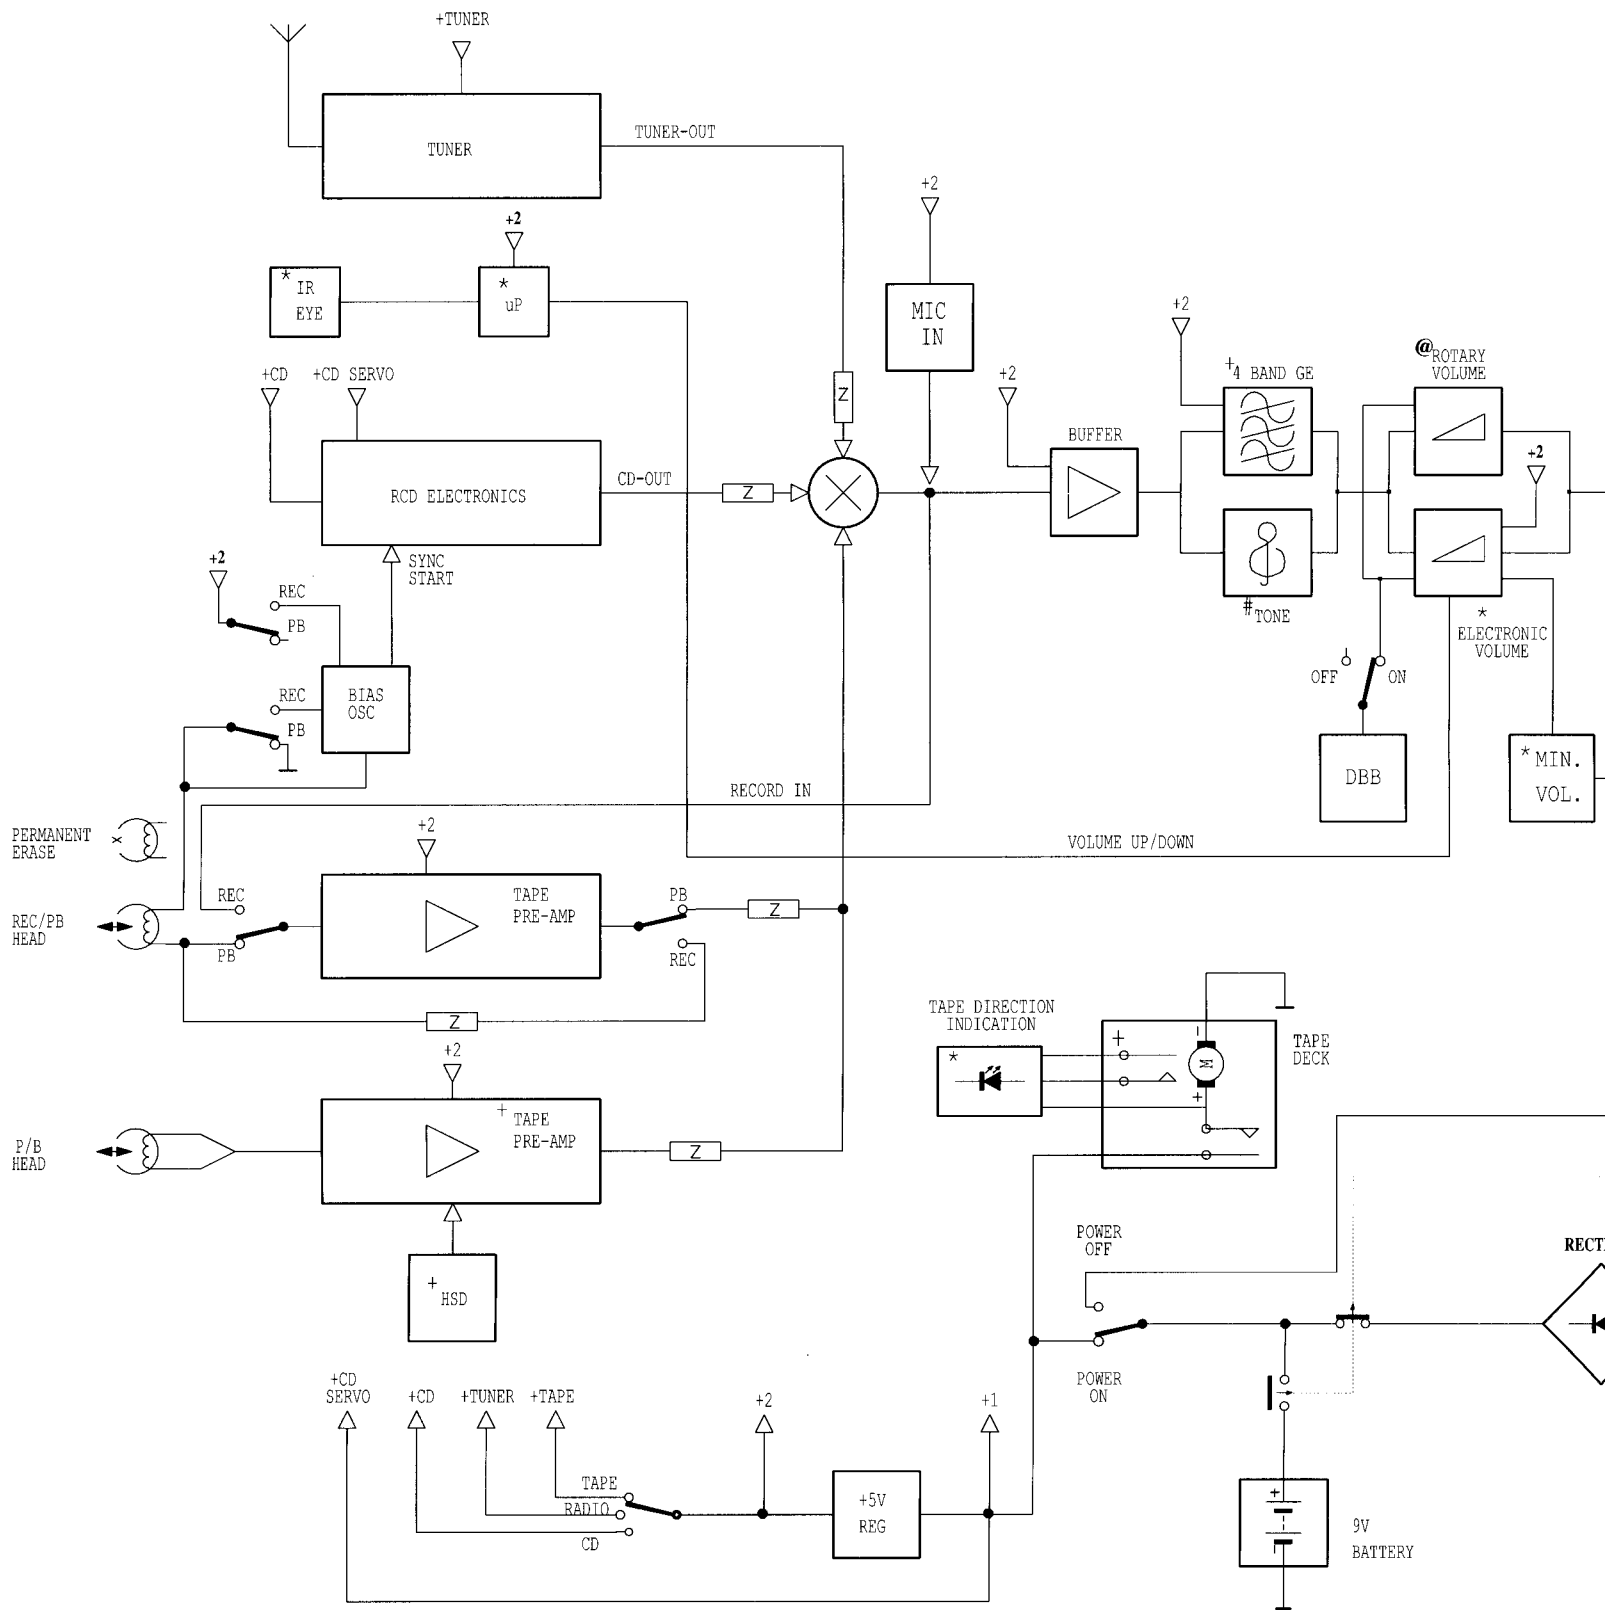 +TUNER
TUNER
TUNER-OUT
+2
+2
* IR
EYE
*
uP
MIC
IN
+2
@ROTARY
VOLUME
+CD
+CD SERVO
+2
+4 BAND GE
Z
BUFFER
+2
CD-OUT
RCD ELECTRONICS
Z
SYNC
START
+2
REC
PB
#TONE
*
ELECTRONIC
VOLUME
OFF
ON
REC
PB
BIAS
OSC
DBB
* MIN.
VOL.
RECORD IN
PERMANENT
ERASE
+2
VOLUME UP/DOWN
REC
TAPE
PRE-AMP
PB
Z
REC/PB
HEAD
PB
REC
Z
TAPE DIRECTION
INDICATION
+2
*
+
-
M
+
TAPE
DECK
+ TAPE
PRE-AMP
P/B
HEAD
Z
POWER
OFF
RECT
+
HSD
+CD
SERVO
+CD
+TUNER
+TAPE
+2
+1
POWER
ON
TAPE
RADIO
CD
+5V
REG
+
-
9V
BATTERY